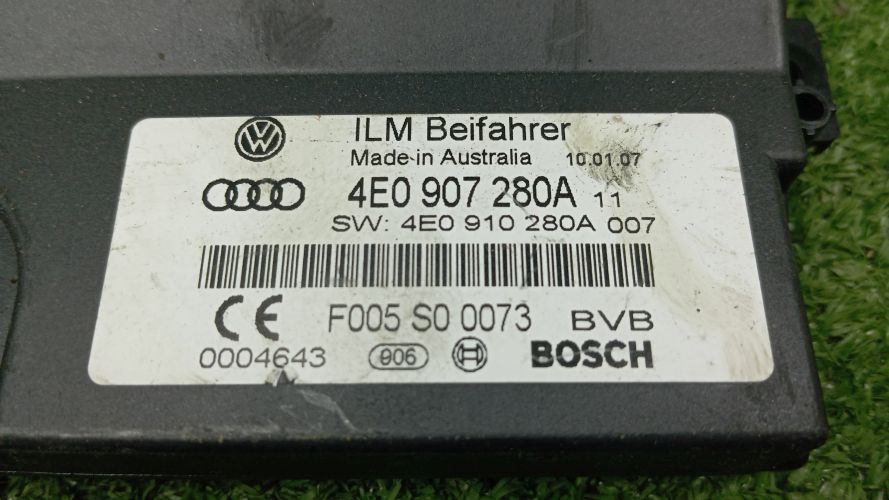 ILM Beifahrer
Made in Australia 10.01.07
4E0 907 280A 11
SW: 4E0 910 280A 007
CE F005 S0 0073 BVB
0004643 906 BOSCH